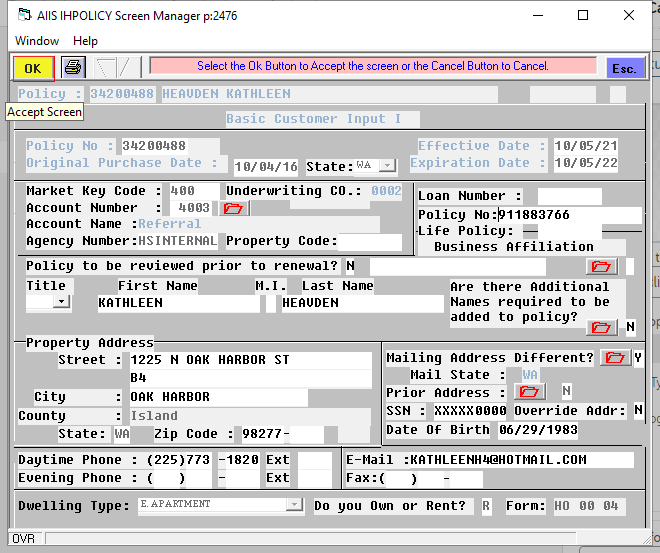 AIIS IHPOLICY Screen Manager p:2476
Window Help
OK Select the Ok Button to Accept the screen or the Cancel Button to Cancel. Esc.
Policy : 34200488 HEAVDEN KATHLEEN
Accept Screen
Basic Customer Input I
Policy No : 34200488 Effective Date : 10/05/21
Original Purchase Date : 10/04/16 State: WA Expiration Date : 10/05/22
Market Key Code : 400 Underwriting CO.: 0002 Loan Number :
Account Number : 4003 Policy No:911883766
Account Name :Referral Life Policy:
Agency Number:HSINTERNAL Property Code: Business Affiliation
Policy to be reviewed prior to renewal? N
Title First Name M.I. Last Name Are there Additional
KATHLEEN HEAVDEN Names required to be
added to policy?
N
Property Address
Street : 1225 N OAK HARBOR ST Mailing Address Different? Y
B4 Mail State : WA
City : OAK HARBOR Prior Address : N
County : Island SSN : XXXXX0000 Override Addr: N
State: WA Zip Code : 98277- Date Of Birth 06/29/1983
Daytime Phone : (225)773 -1820 Ext E-Mail :KATHLEENH4@HOTMAIL.COM
Evening Phone : ( ) - Ext Fax:( ) -
Dwelling Type: E. APARTMENT Do you Own or Rent? R Form: HO 00 04
OVR